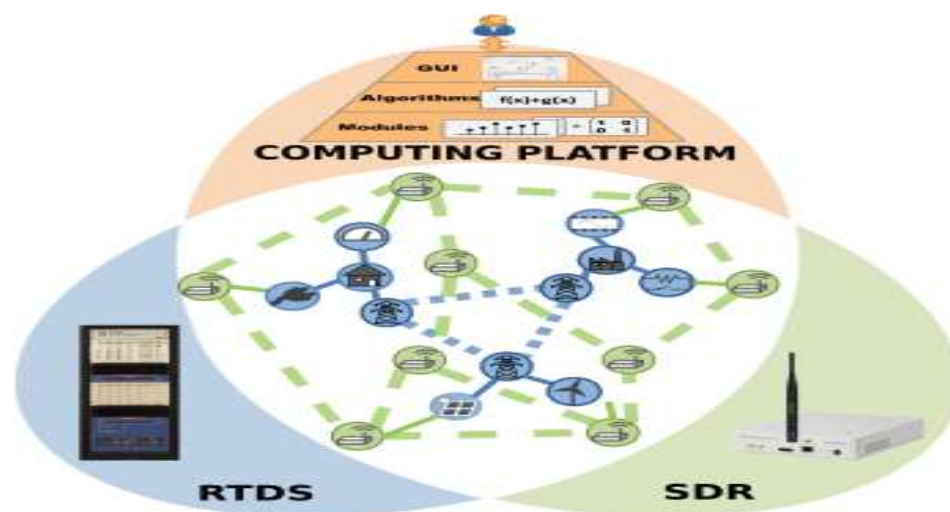 GUI
Algorithms f(x)+g(x)
Modules
COMPUTING PLATFORM
RTDS
SDR